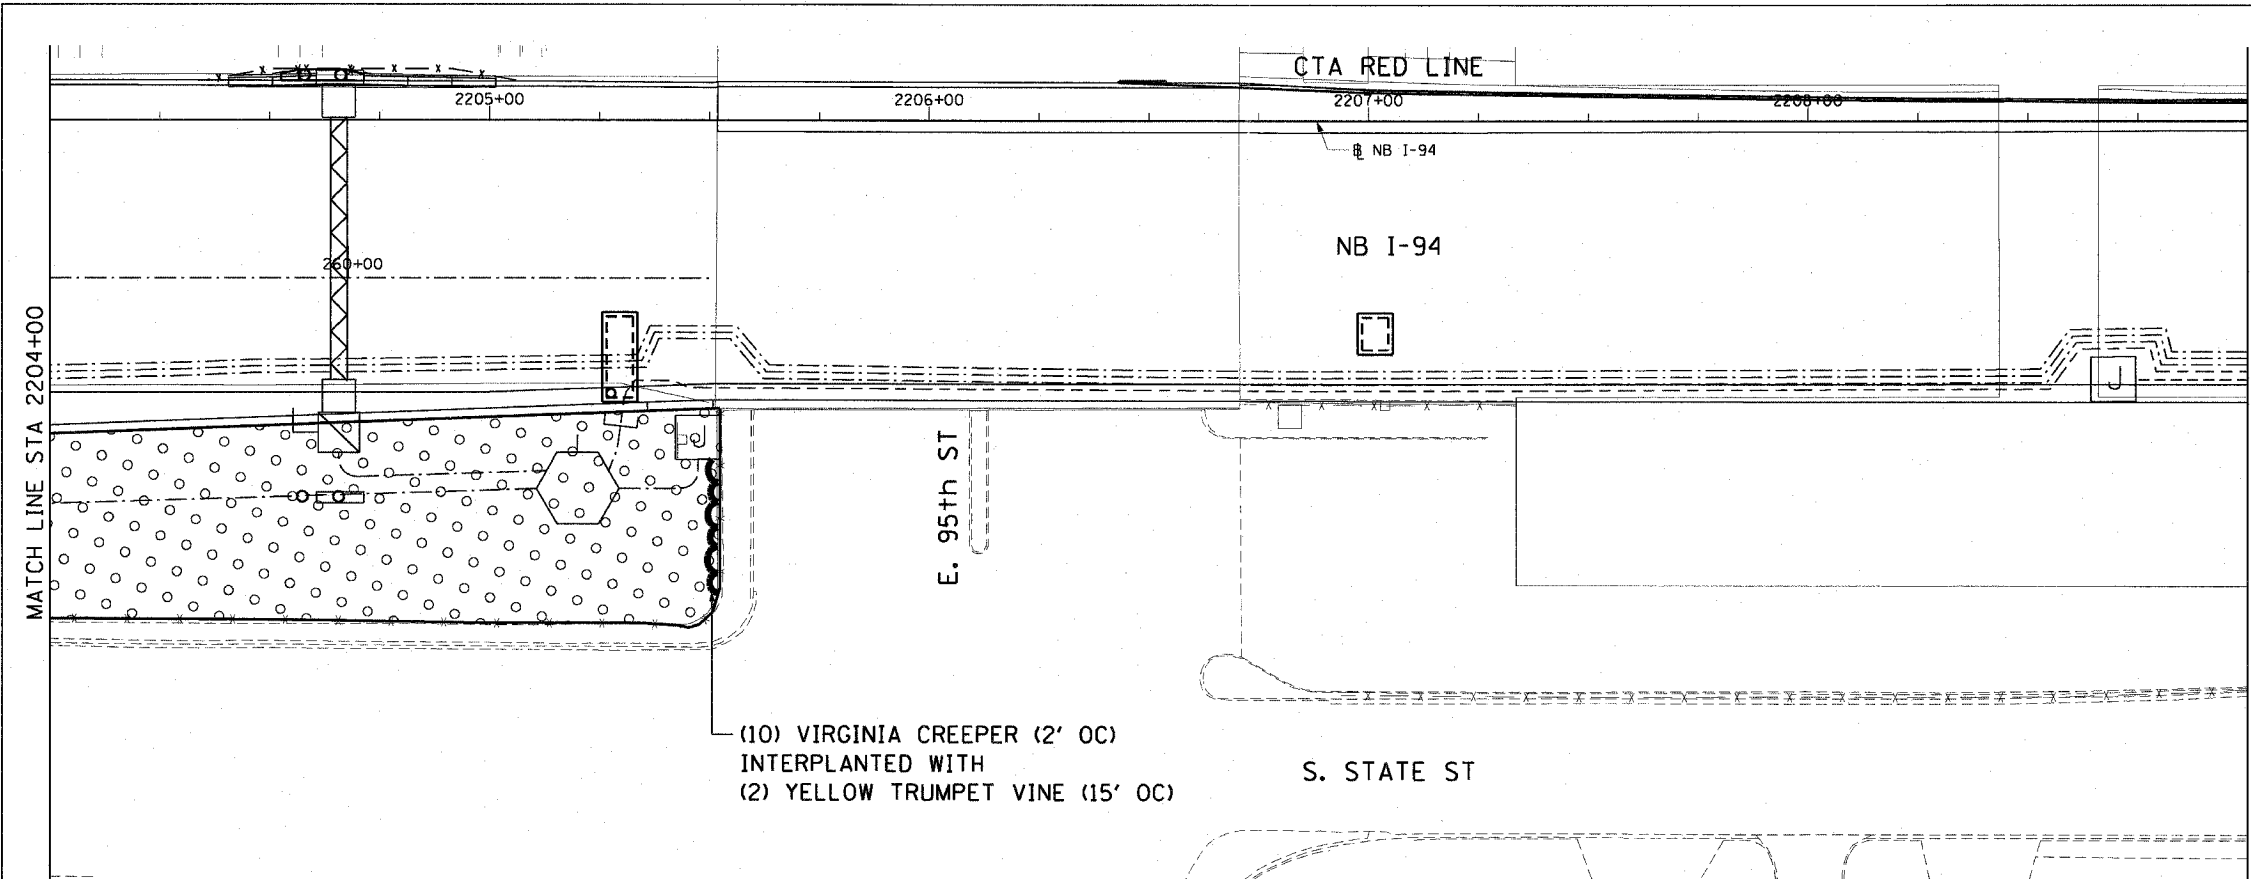 CTA RED LINE
2205+00
2206+00
2207+00
2208+00
NB I-94
NB I-94
260+00
MATCH LINE STA 2204+00
D
J
J
E. 95th ST
(10) VIRGINIA CREEPER (2' OC)
INTERPLANTED WITH
(2) YELLOW TRUMPET VINE (15' OC)
S. STATE ST